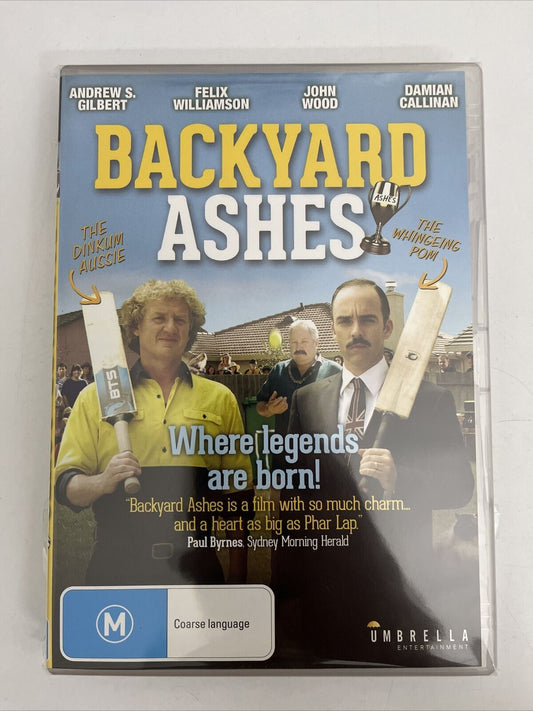 ANDREW S. GILBERT
FELIX WILLIAMSON
JOHN WOOD
DAMIAN CALLINAN
BACKYARD
ASHES
ASHES
THE
DINKUM
AUSSIE
THE
WHINGEING
POM
BTS
Where legends
are born!
"Backyard Ashes is a film with so much charm...
and a heart as big as Phar Lap."
Paul Byrnes, Sydney Morning Herald
M
Coarse language
UMBRELLA
ENTERTAINMENT